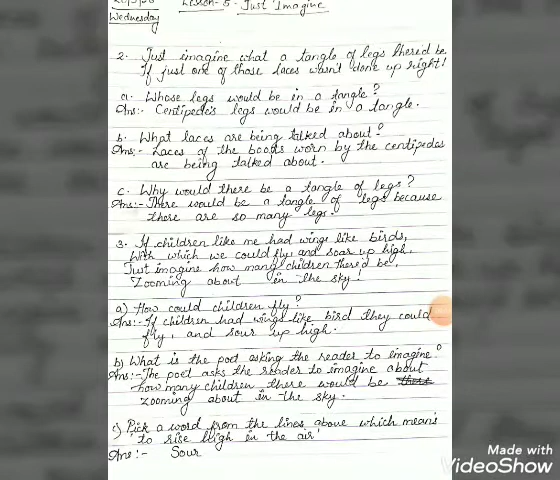 Lesson-5 Just Imagine
Wednesday
2. Just imagine what a tangle of legs there'd be
If just one of those laces wasn't done up right!
a. Whose legs would be in a tangle?
Ans:- Centipede's legs would be in a tangle.
b. What laces are being talked about?
Ans:- Laces of the boots worn by the centipedes
are being talked about.
c. Why would there be a tangle of legs?
Ans:- There would be a tangle of legs because
there are so many legs.
3. If children like me had wings like birds,
With which we could fly and soar up high,
Just imagine how many children there'd be,
Zooming about in the sky!
a) How could children fly?
Ans:- If children had wings like bird they could
fly, and sour up high.
b) What is the poet asking the reader to imagine?
Ans:- The poet asks the reader to imagine about
how many children there would be
zooming about in the sky.
c) Pick a word from the lines above which means
'to rise high in the air'
Ans:- Sour
Made with
VideoShow